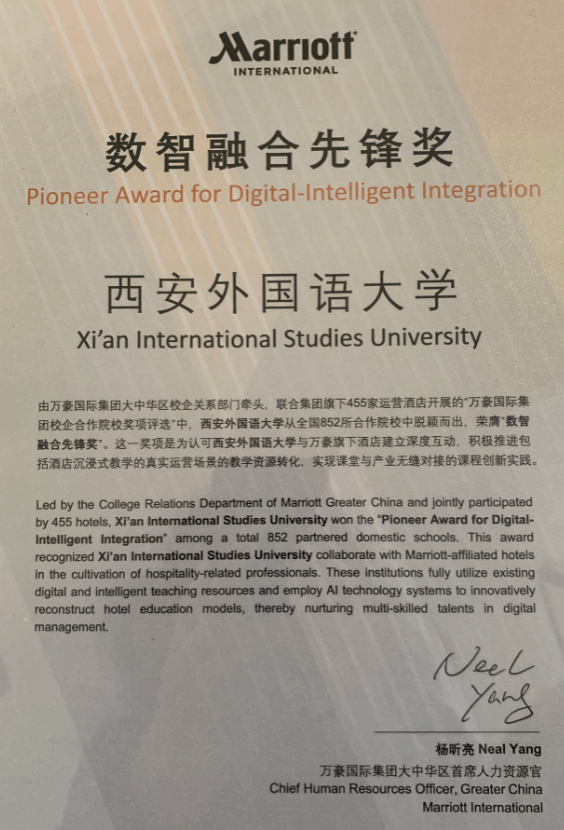 Marriott
INTERNATIONAL
数智融合先锋奖
Pioneer Award for Digital-Intelligent Integration
西安外国语大学
Xi'an International Studies University
由万豪国际集团大中华区校企关系部门牵头，联合集团旗下455家运营酒店开展的“万豪国际集
团校企合作院校奖项评选”中，西安外国语大学从全国852所合作院校中脱颖而出，荣膺“数智
融合先锋奖”。这一奖项是为认可西安外国语大学与万豪旗下酒店建立深度互动，积极推进包
括酒店沉浸式教学的真实运营场景的教学资源转化，实现课堂与产业无缝对接的课程创新实践。
Led by the College Relations Department of Marriott Greater China and jointly participated
by 455 hotels, Xi'an International Studies University won the “Pioneer Award for Digital-
Intelligent Integration” among a total 852 partnered domestic schools. This award
recognized Xi'an International Studies University collaborate with Marriott-affiliated hotels
in the cultivation of hospitality-related professionals. These institutions fully utilize existing
digital and intelligent teaching resources and employ AI technology systems to innovatively
reconstruct hotel education models, thereby nurturing multi-skilled talents in digital
management.
Neal
Yang
杨昕亮 Neal Yang
万豪国际集团大中华区首席人力资源官
Chief Human Resources Officer, Greater China
Marriott International